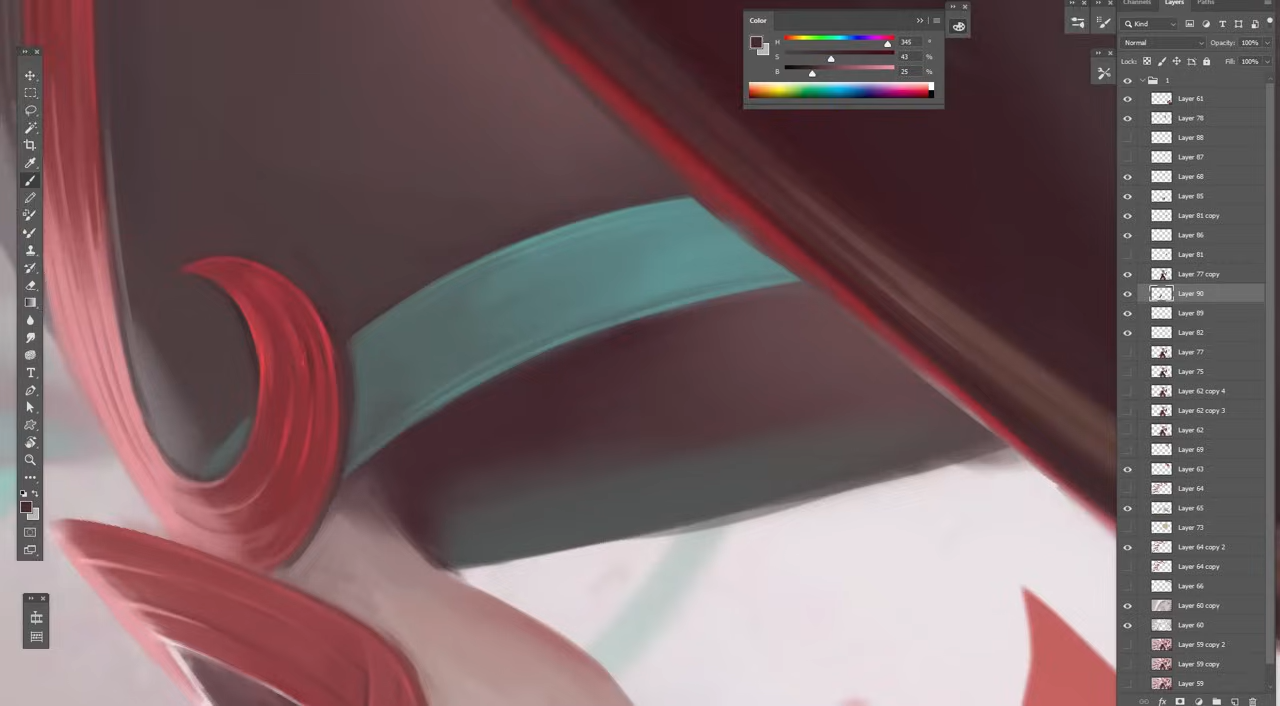 Color
H 345 °
S 43 %
B 25 %
Channels Layers Paths
Kind
Normal Opacity: 100%
Locks: Fill: 100%
1
Layer 61
Layer 78
Layer 88
Layer 87
Layer 68
Layer 85
Layer 81 copy
Layer 86
Layer 81
Layer 77 copy
Layer 90
Layer 89
Layer 82
Layer 77
Layer 75
Layer 62 copy 4
Layer 62 copy 3
Layer 62
Layer 69
Layer 63
Layer 64
Layer 65
Layer 73
Layer 64 copy 2
Layer 64 copy
Layer 66
Layer 60 copy
Layer 60
Layer 59 copy 2
Layer 59 copy
Layer 59
fx